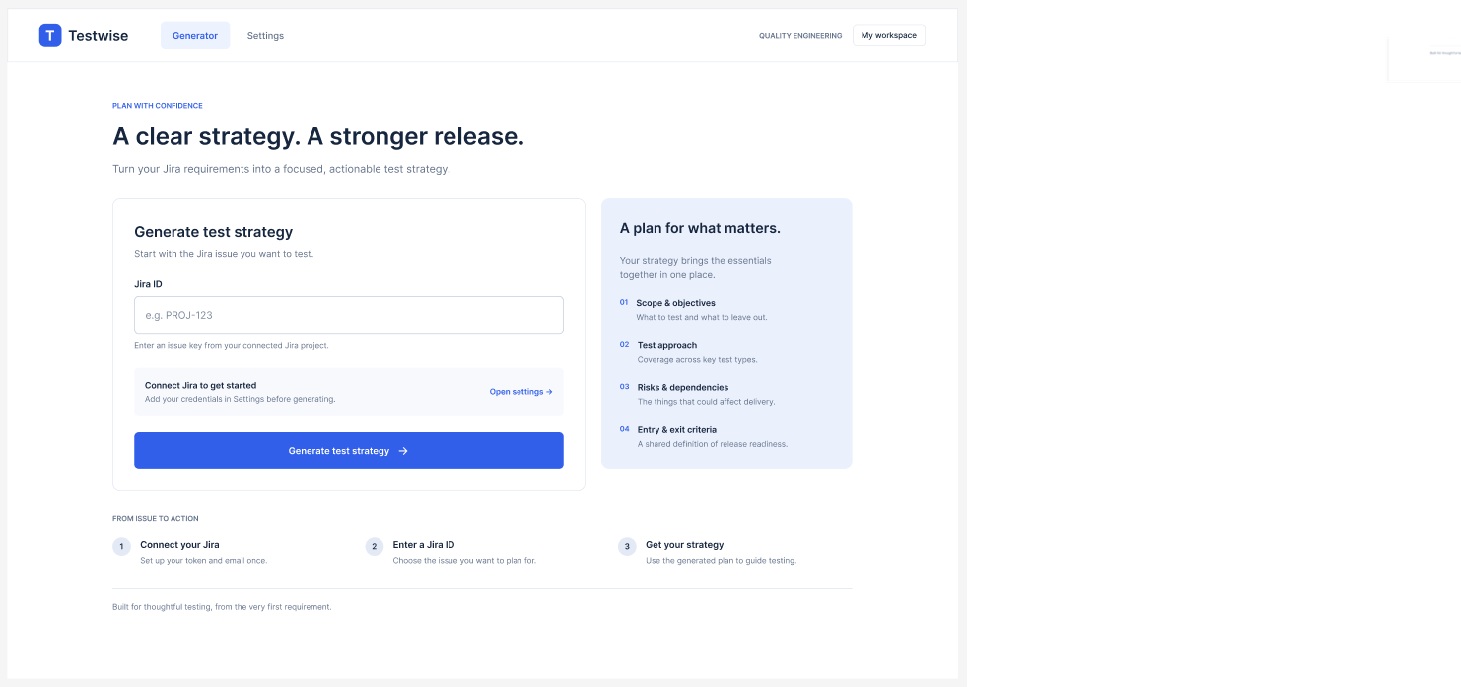 T Testwise
Generator
Settings
QUALITY ENGINEERING
My workspace
PLAN WITH CONFIDENCE
A clear strategy. A stronger release.
Turn your Jira requirements into a focused, actionable test strategy.
Generate test strategy
Start with the Jira issue you want to test.
Jira ID
e.g. PROJ-123
Enter an issue key from your connected Jira project.
Connect Jira to get started
Add your credentials in Settings before generating.
Open settings →
Generate test strategy →
A plan for what matters.
Your strategy brings the essentials
together in one place.
01 Scope & objectives
What to test and what to leave out.
02 Test approach
Coverage across key test types.
03 Risks & dependencies
The things that could affect delivery.
04 Entry & exit criteria
A shared definition of release readiness.
FROM ISSUE TO ACTION
1 Connect your Jira
Set up your token and email once.
2 Enter a Jira ID
Choose the issue you want to plan for.
3 Get your strategy
Use the generated plan to guide testing.
Built for thoughtful testing, from the very first requirement.